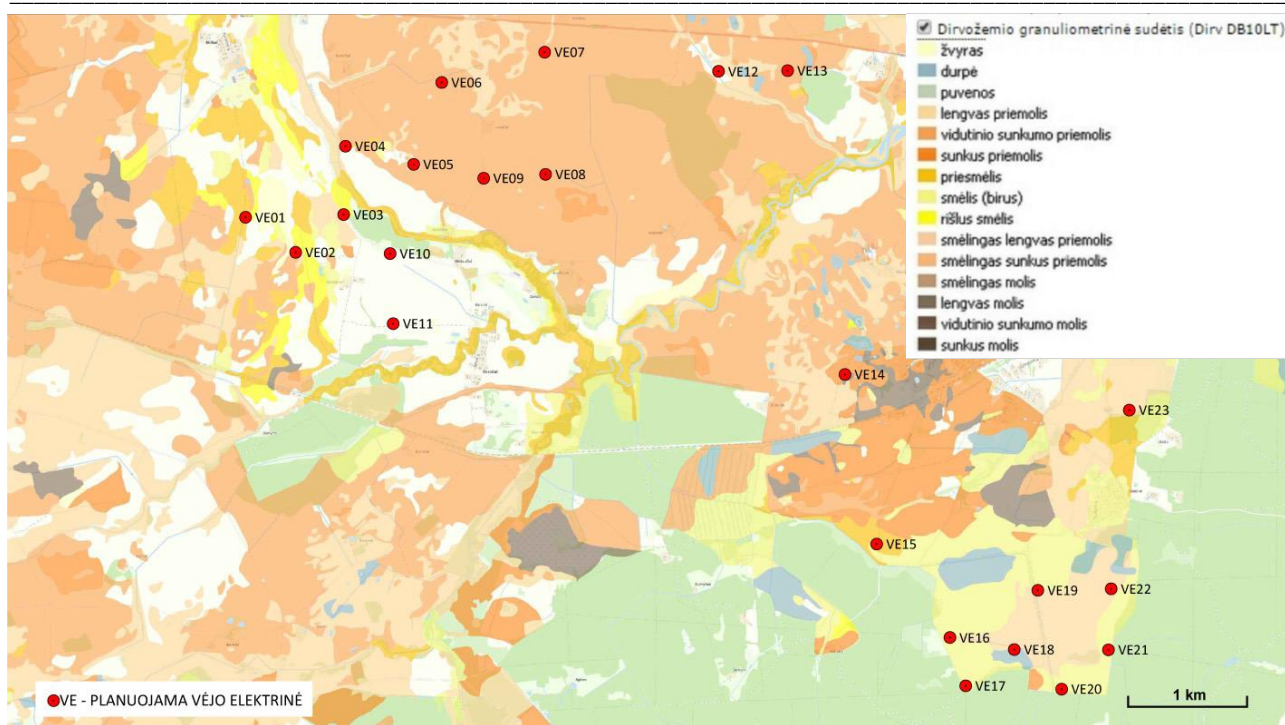 Dirvožemio granuliometrinė sudėtis (Dirv DB10LT)
žvyras
durpė
puvenos
lengvas priemolis
vidutinio sunkumo priemolis
sunkus priemolis
priesmėlis
smėlis (birus)
rišlus smėlis
smėlingas lengvas priemolis
smėlingas sunkus priemolis
smėlingas molis
lengvas molis
vidutinio sunkumo molis
sunkus molis
VE07
VE06
VE12
VE13
VE04
VE05
VE09
VE08
VE01
VE03
VE02
VE10
VE11
VE14
VE23
VE15
VE19
VE22
VE16
VE18
VE21
VE17
VE20
VE - PLANUOJAMA VĖJO ELEKTRINĖ
1 km